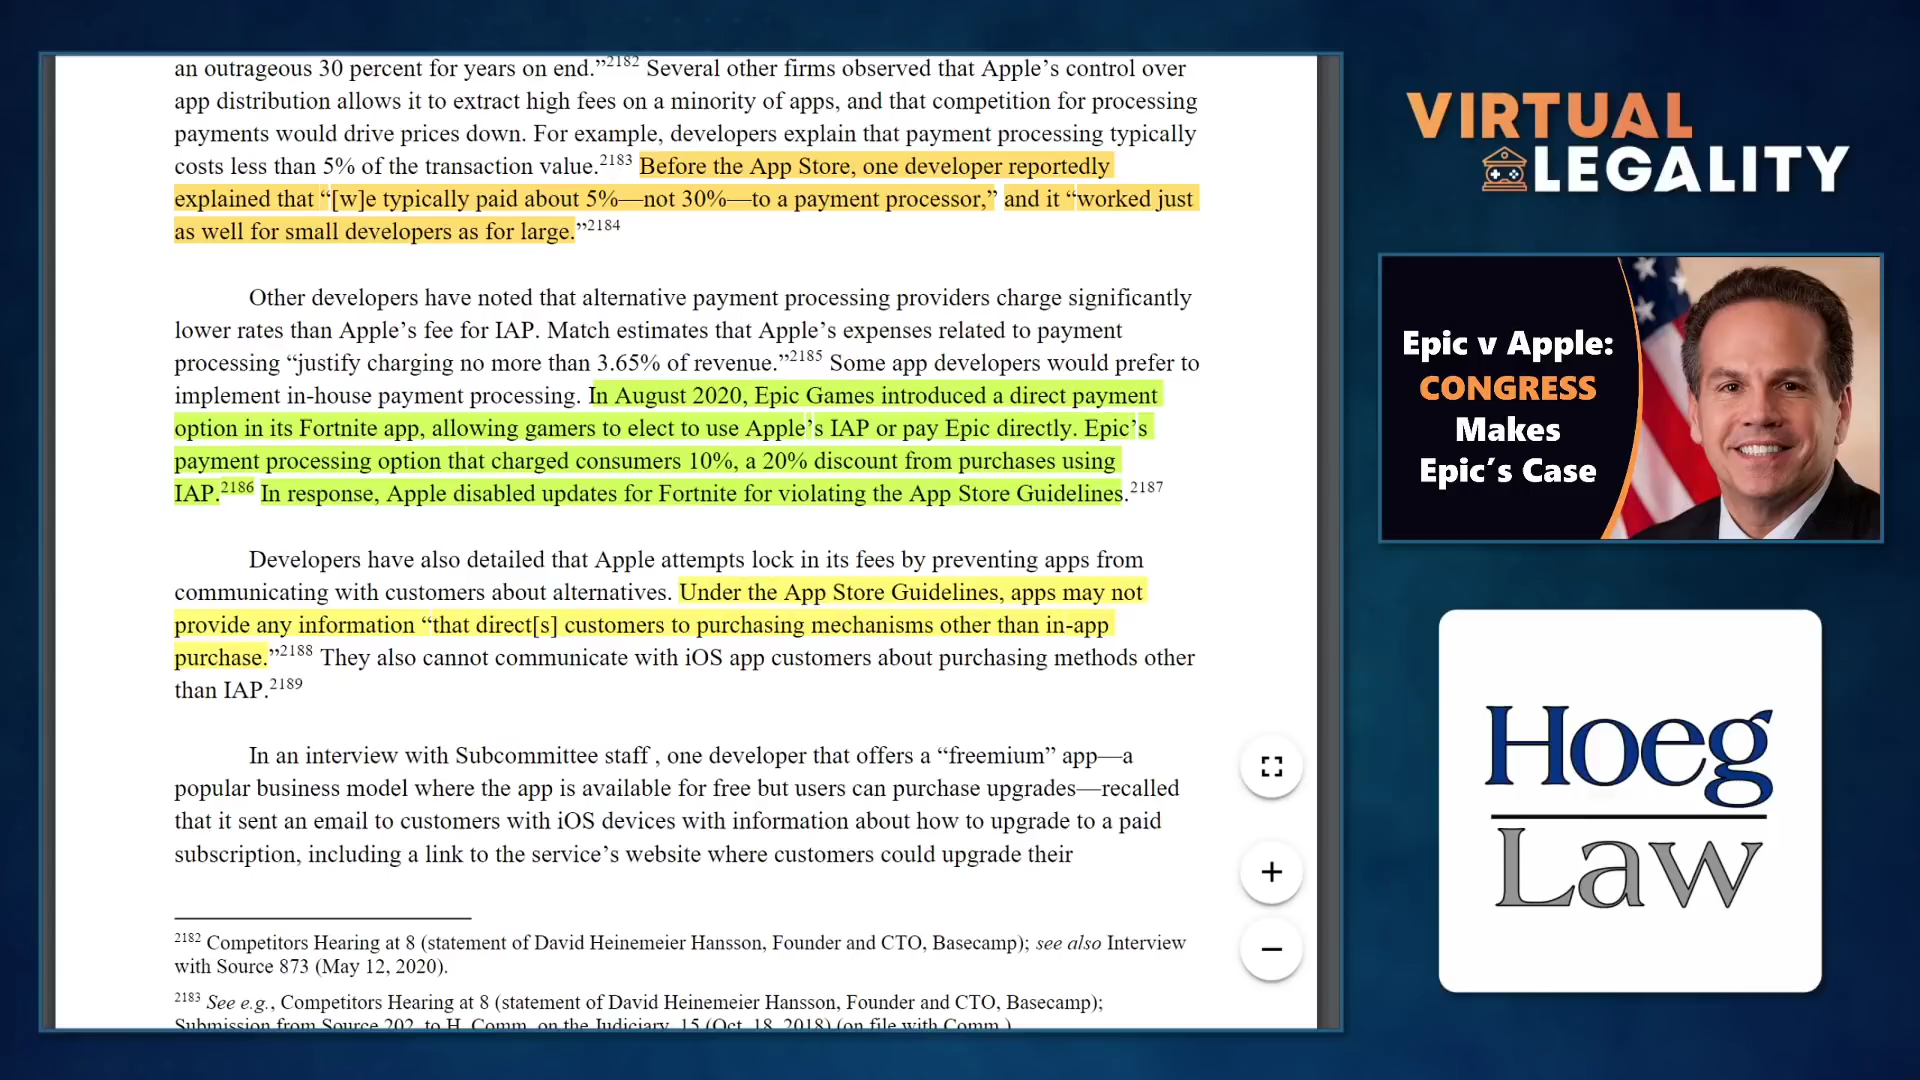 an outrageous 30 percent for years on end.”2182 Several other firms observed that Apple’s control over
app distribution allows it to extract high fees on a minority of apps, and that competition for processing
payments would drive prices down. For example, developers explain that payment processing typically
costs less than 5% of the transaction value.2183 Before the App Store, one developer reportedly
explained that “[w]e typically paid about 5%—not 30%—to a payment processor,” and it “worked just
as well for small developers as for large.”2184
Other developers have noted that alternative payment processing providers charge significantly
lower rates than Apple’s fee for IAP. Match estimates that Apple’s expenses related to payment
processing “justify charging no more than 3.65% of revenue.”2185 Some app developers would prefer to
implement in-house payment processing. In August 2020, Epic Games introduced a direct payment
option in its Fortnite app, allowing gamers to elect to use Apple’s IAP or pay Epic directly. Epic’s
payment processing option that charged consumers 10%, a 20% discount from purchases using
IAP.2186 In response, Apple disabled updates for Fortnite for violating the App Store Guidelines.2187
Developers have also detailed that Apple attempts lock in its fees by preventing apps from
communicating with customers about alternatives. Under the App Store Guidelines, apps may not
provide any information “that direct[s] customers to purchasing mechanisms other than in-app
purchase.”2188 They also cannot communicate with iOS app customers about purchasing methods other
than IAP.2189
In an interview with Subcommittee staff , one developer that offers a “freemium” app—a
popular business model where the app is available for free but users can purchase upgrades—recalled
that it sent an email to customers with iOS devices with information about how to upgrade to a paid
subscription, including a link to the service’s website where customers could upgrade their
2182 Competitors Hearing at 8 (statement of David Heinemeier Hansson, Founder and CTO, Basecamp); see also Interview
with Source 873 (May 12, 2020).
2183 See e.g., Competitors Hearing at 8 (statement of David Heinemeier Hansson, Founder and CTO, Basecamp);
Submission from Source 202, to H. Comm. on the Judiciary, 15 (Oct. 18, 2018) (on file with Comm.)
VIRTUAL
LEGALITY
Epic v Apple:
CONGRESS
Makes
Epic’s Case
Hoeg
Law